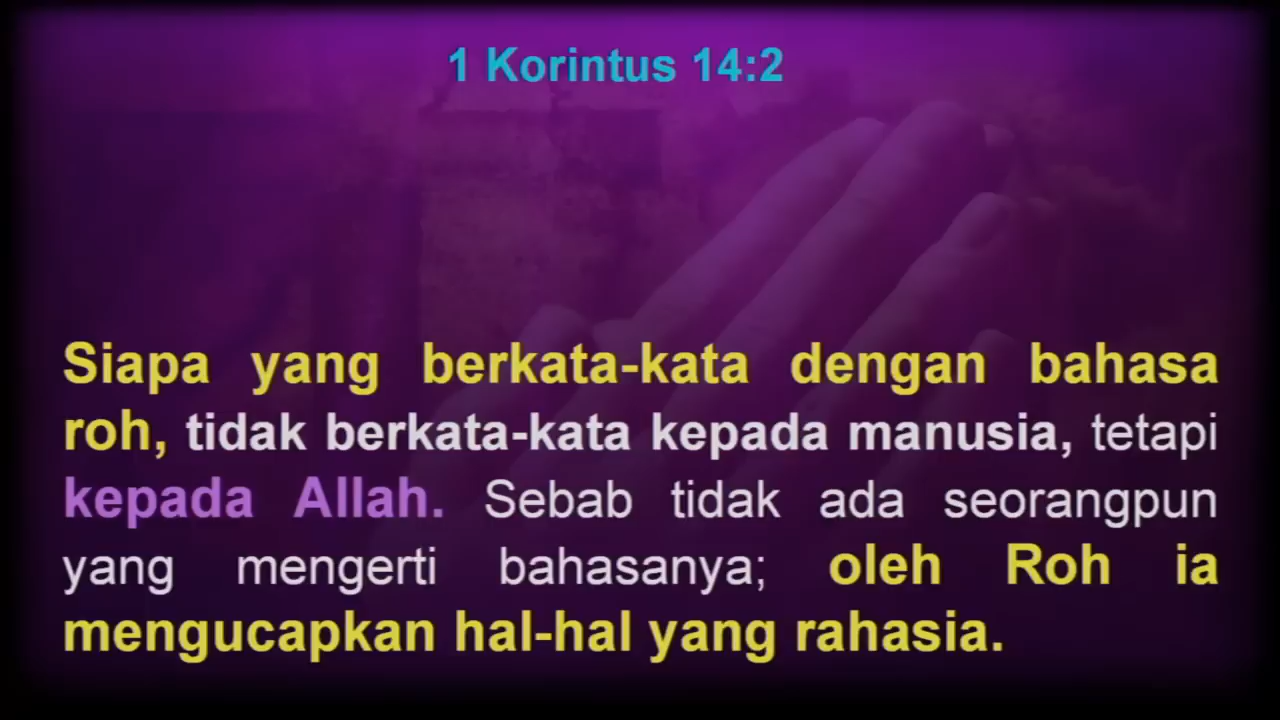 1 Korintus 14:2
Siapa yang berkata-kata dengan bahasa
roh, tidak berkata-kata kepada manusia, tetapi
kepada Allah. Sebab tidak ada seorangpun
yang mengerti bahasanya; oleh Roh ia
mengucapkan hal-hal yang rahasia.